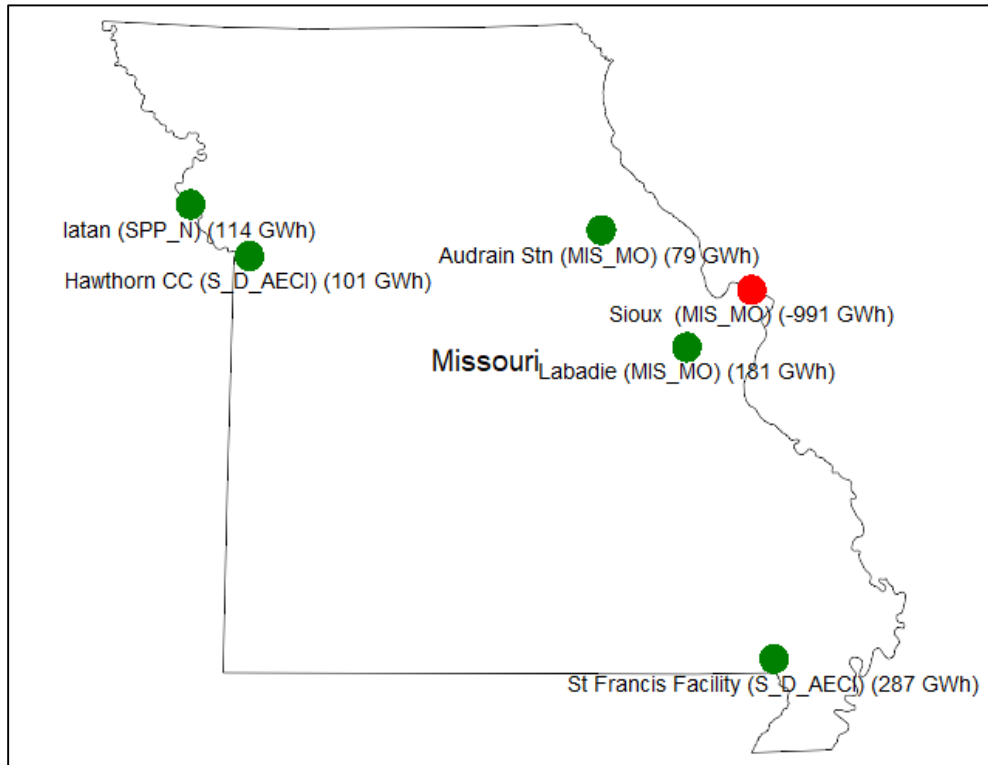 Iatan (SPP_N) (114 GWh)
Hawthorn CC (S_D_AECI) (101 GWh)
Audrain Stn (MIS_MO) (79 GWh)
Sioux  (MIS_MO) (-991 GWh)
Missouri
Labadie (MIS_MO) (181 GWh)
St Francis Facility (S_D_AECI) (287 GWh)